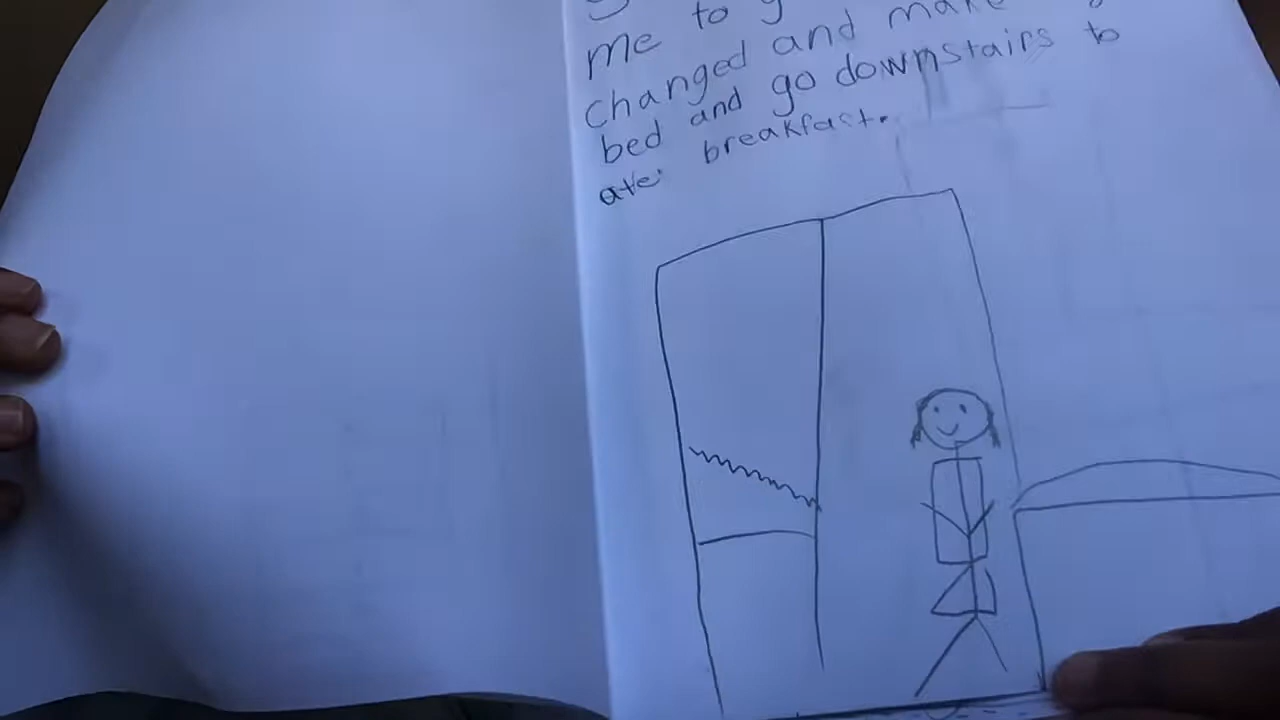 me to
changed and make
bed and go downstairs to
ate breakfast.